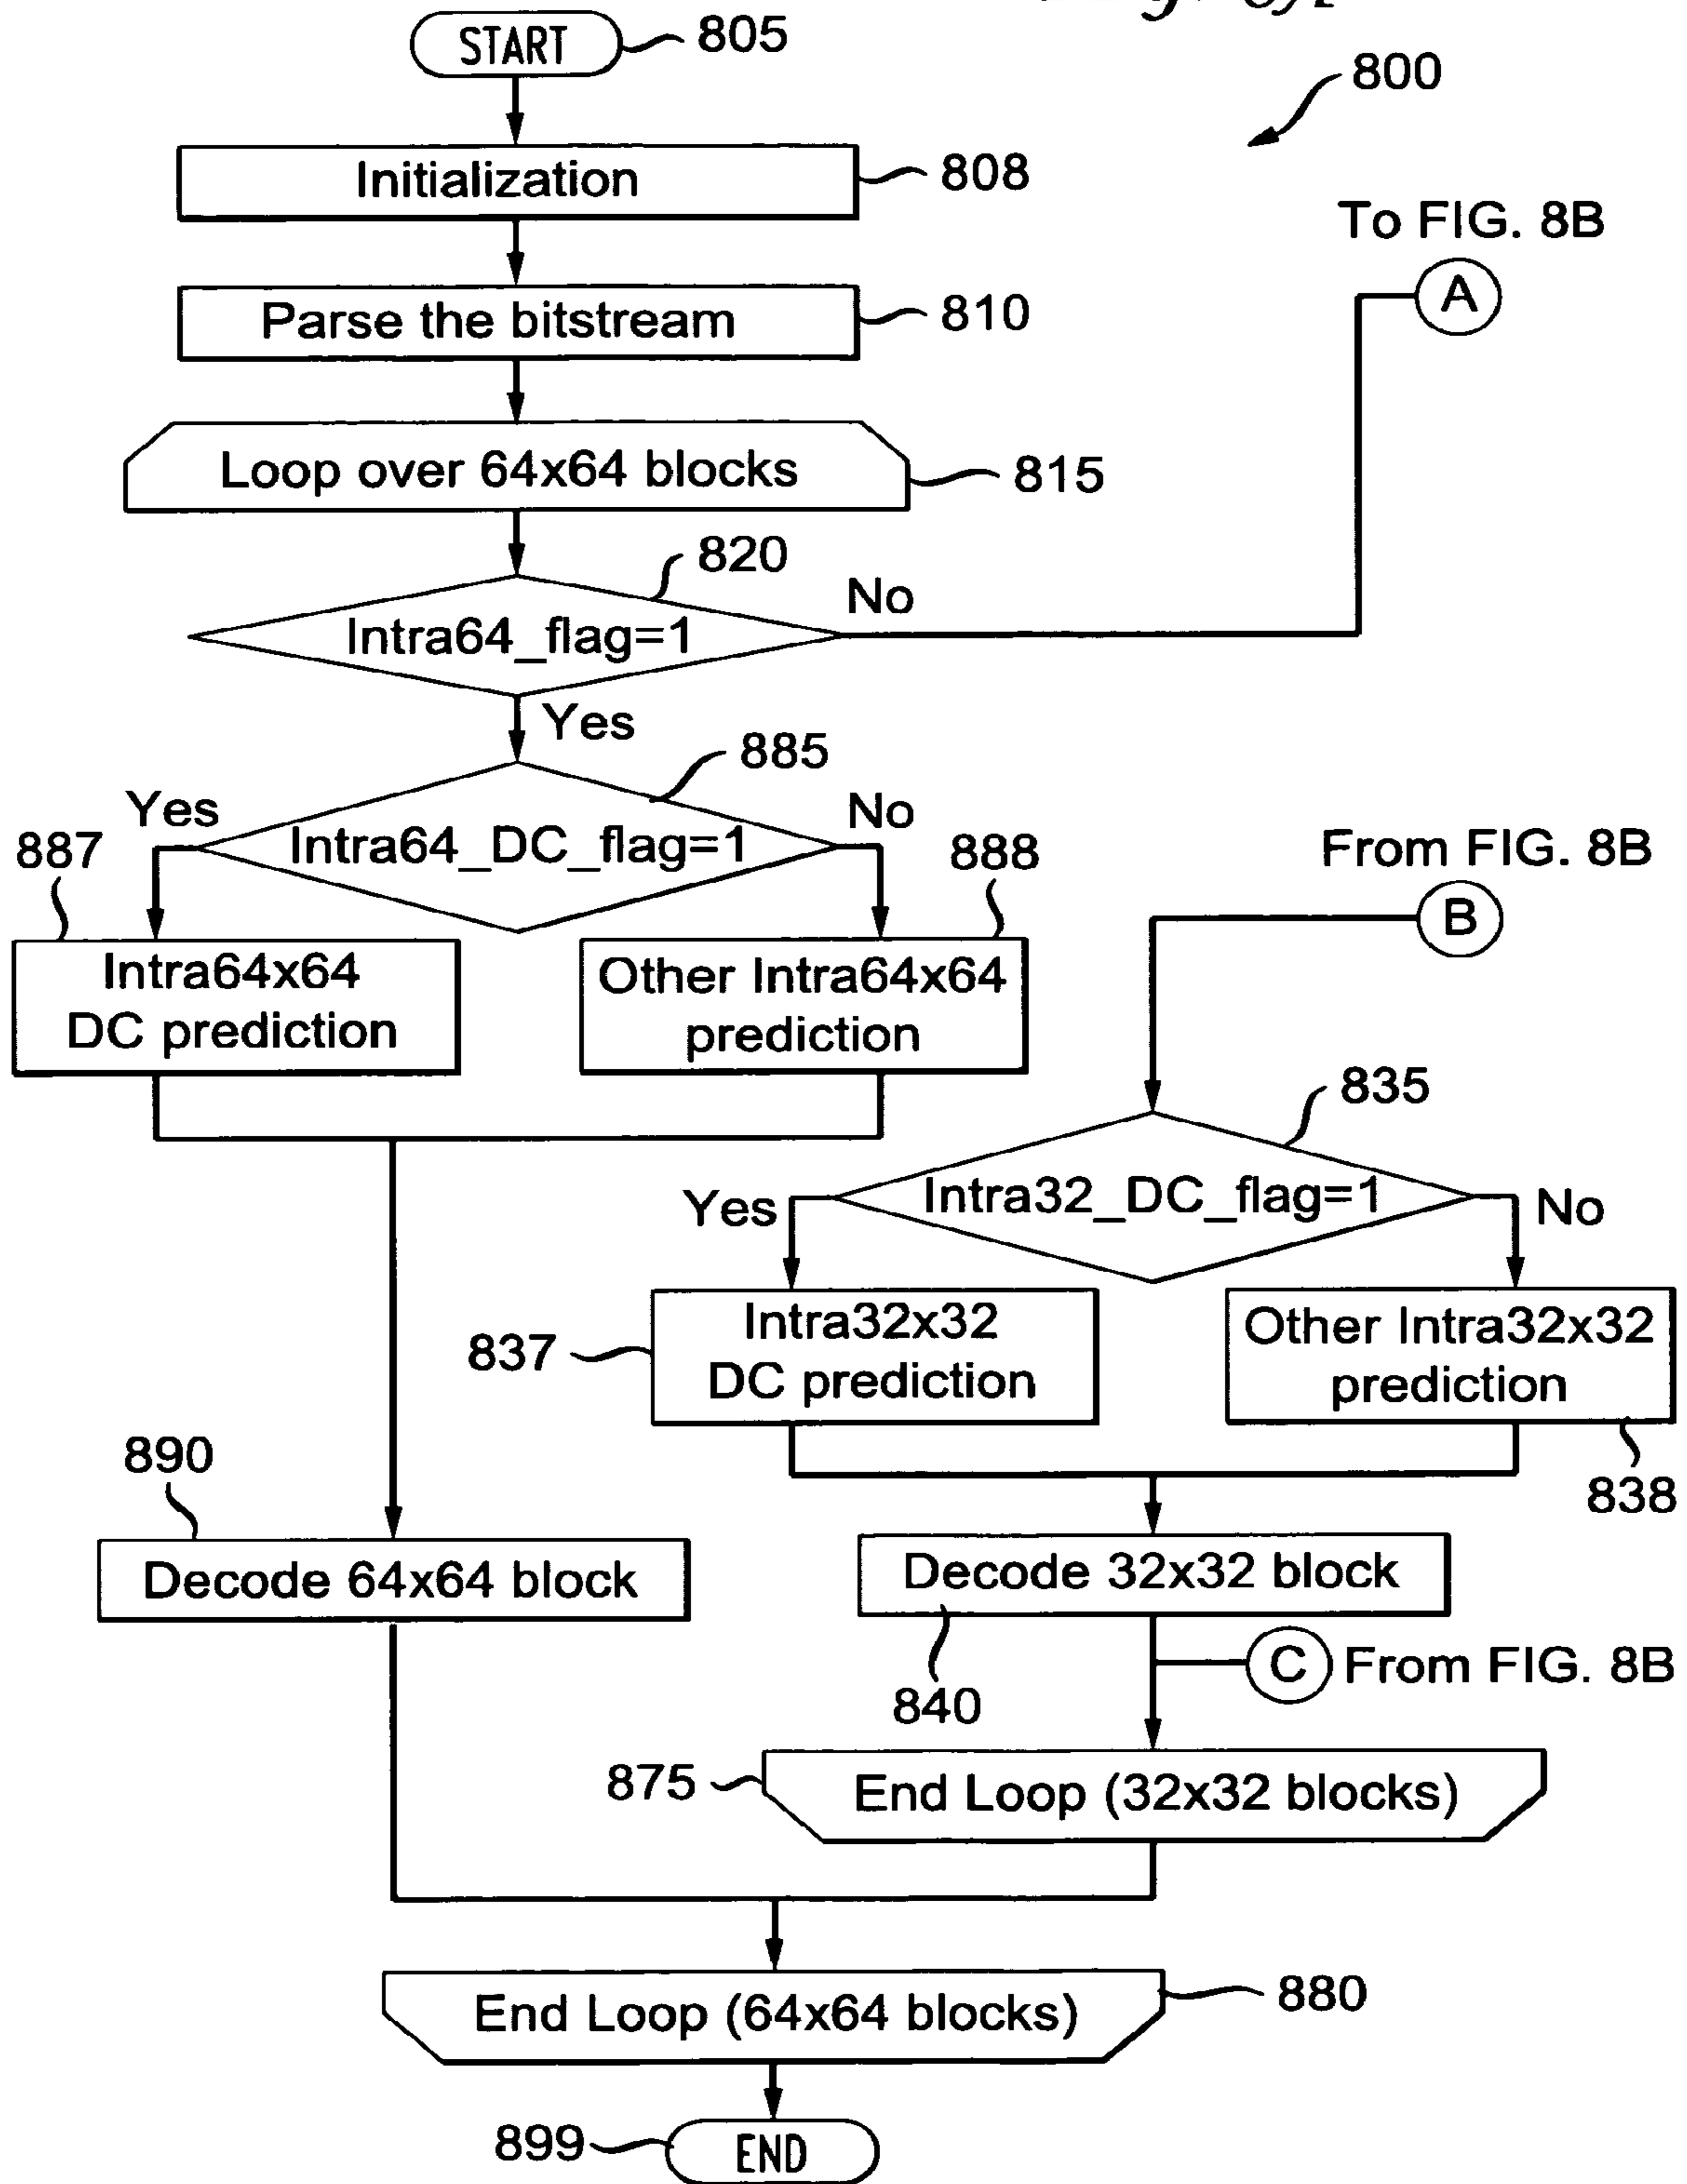 START
805
800
Initialization
808
To FIG. 8B
A
Parse the bitstream
810
Loop over 64x64 blocks
815
820
Intra64_flag=1
No
Yes
885
Intra64_DC_flag=1
Yes
No
887
888
From FIG. 8B
B
Intra64x64
DC prediction
Other Intra64x64
prediction
835
Intra32_DC_flag=1
Yes
No
837
Intra32x32
DC prediction
Other Intra32x32
prediction
838
890
Decode 64x64 block
Decode 32x32 block
840
C
From FIG. 8B
875
End Loop (32x32 blocks)
End Loop (64x64 blocks)
880
899
END